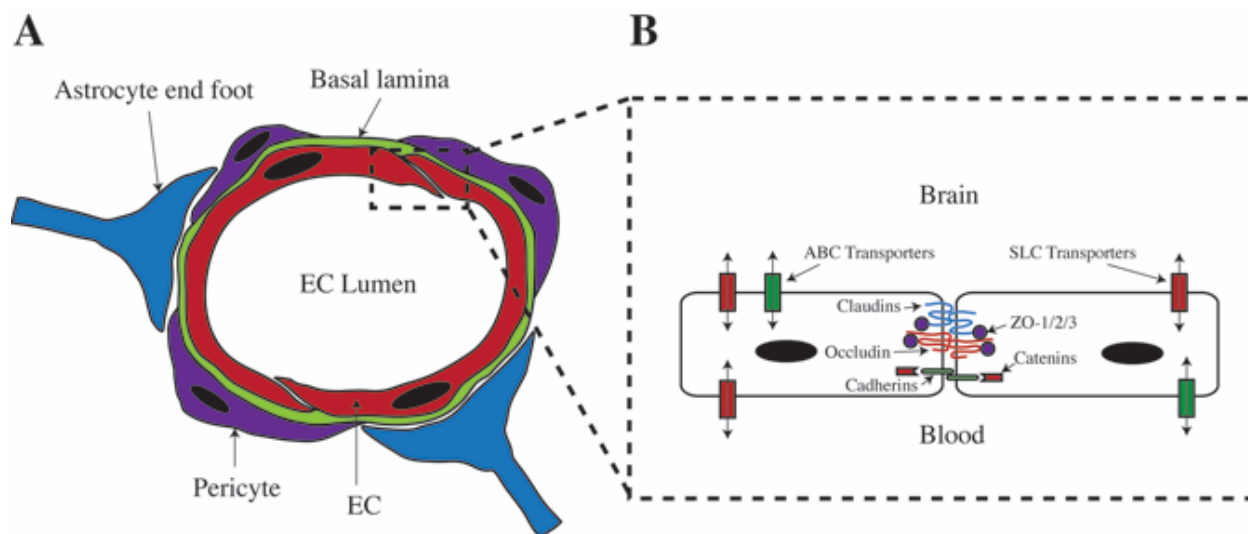 A
B
Astrocyte end foot
Basal lamina
EC Lumen
Pericyte
EC
Brain
ABC Transporters
SLC Transporters
Claudins
ZO-1/2/3
Occludin
Catenins
Cadherins
Blood